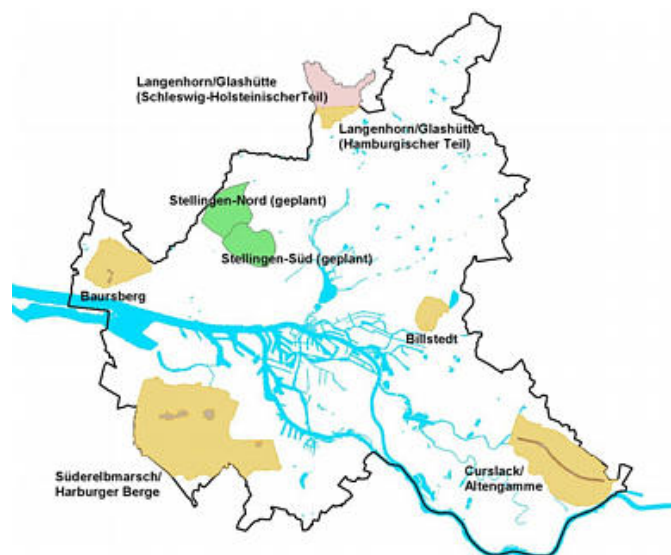 Langenhorn/Glashütte
(Schleswig-HolsteinischerTeil)
Langenhorn/Glashütte
(Hamburgischer Teil)
Stellingen-Nord (geplant)
Stellingen-Süd (geplant)
Baursberg
Billstedt
Süderelbmarsch/
Harburger Berge
Curslack/
Altengamme